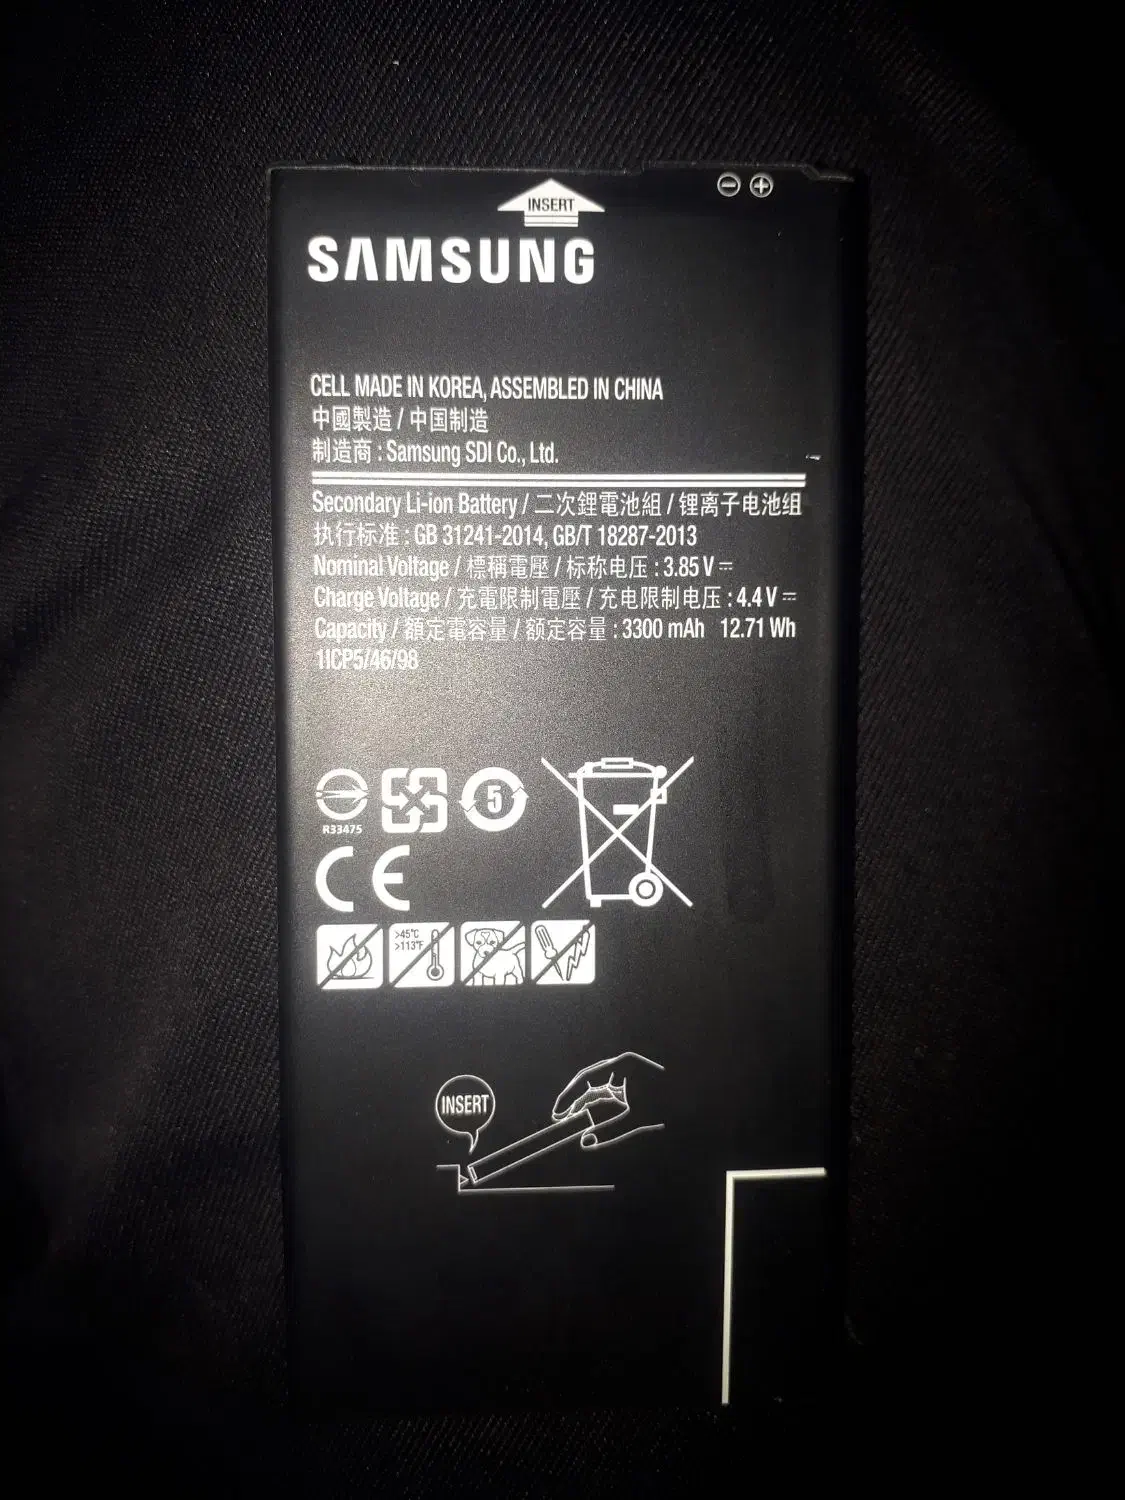 INSERT
SAMSUNG
CELL MADE IN KOREA, ASSEMBLED IN CHINA
中國製造 / 中国制造
制造商 : Samsung SDI Co., Ltd.
Secondary Li-ion Battery / 二次鋰電池組 / 锂离子电池组
执行标准 : GB 31241-2014, GB/T 18287-2013
Nominal Voltage / 標稱電壓 / 标称电压 : 3.85 V ⎓
Charge Voltage / 充電限制電壓 / 充电限制电压 : 4.4 V ⎓
Capacity / 額定電容量 / 额定容量 : 3300 mAh 12.71 Wh
1ICP5/46/98
5
R33475
CE
>45°C
>113°F
INSERT